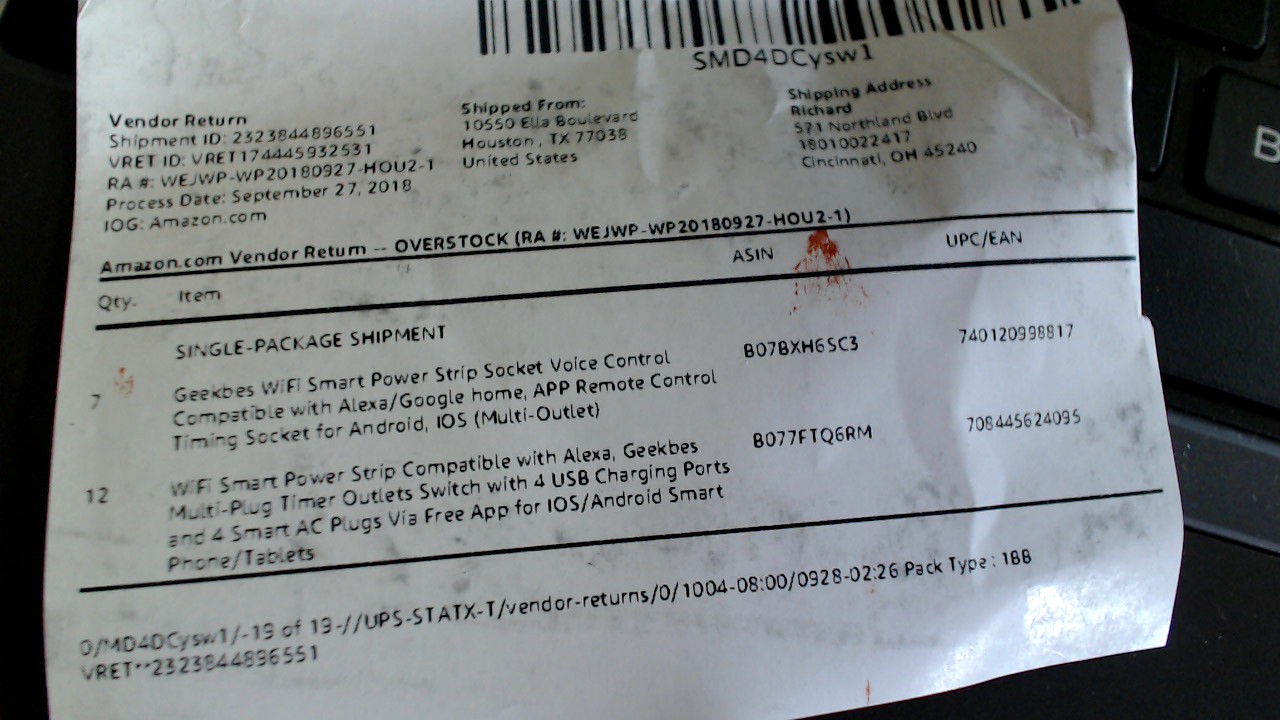 SMD4DCysw1
Vendor Return
Shipment ID: 2323844896551
VRET ID: VRET174445932531
RA #: WEJWP-WP20180927-HOU2-1
Process Date: September 27, 2018
IOG: Amazon.com
Shipped From:
10550 Ella Boulevard
Houston, TX 77038
United States
Shipping Address
Richard
571 Northland Blvd
18010022417
Cincinnati, OH 45240
Amazon.com Vendor Return -- OVERSTOCK (RA #: WEJWP-WP20180927-HOU2-1)
Qty. Item ASIN UPC/EAN
SINGLE-PACKAGE SHIPMENT
7 Geekbes WiFi Smart Power Strip Socket Voice Control B07BXH6SC3 740120998817
Compatible with Alexa/Google home, APP Remote Control
Timing Socket for Android, IOS (Multi-Outlet)
12 WiFi Smart Power Strip Compatible with Alexa, Geekbes B077FTQ6RM 708445624095
Multi-Plug Timer Outlets Switch with 4 USB Charging Ports
and 4 Smart AC Plugs Via Free App for IOS/Android Smart
Phone/Tablets
0/MD4DCysw1/-19 of 19-//UPS-STATX-T/vendor-returns/0/1004-08:00/0928-02:26 Pack Type : 1BB
VRET**2323844896551
B